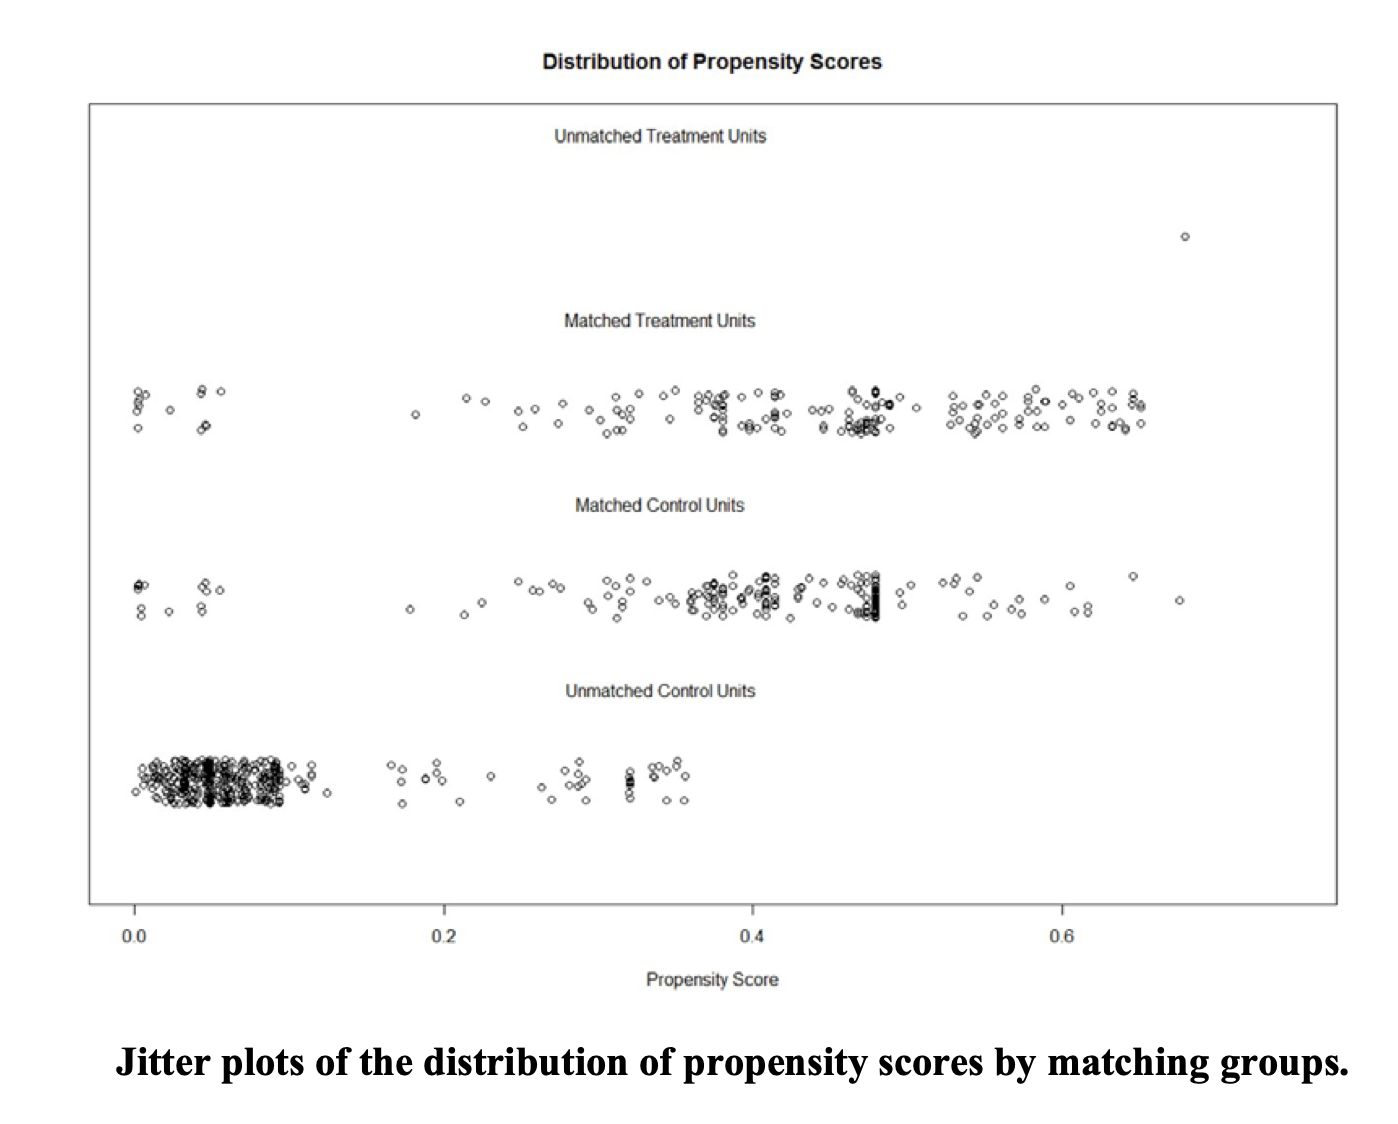 Distribution of Propensity Scores
Unmatched Treatment Units
Matched Treatment Units
Matched Control Units
Unmatched Control Units
0.0 0.2 0.4 0.6
Propensity Score
Jitter plots of the distribution of propensity scores by matching groups.